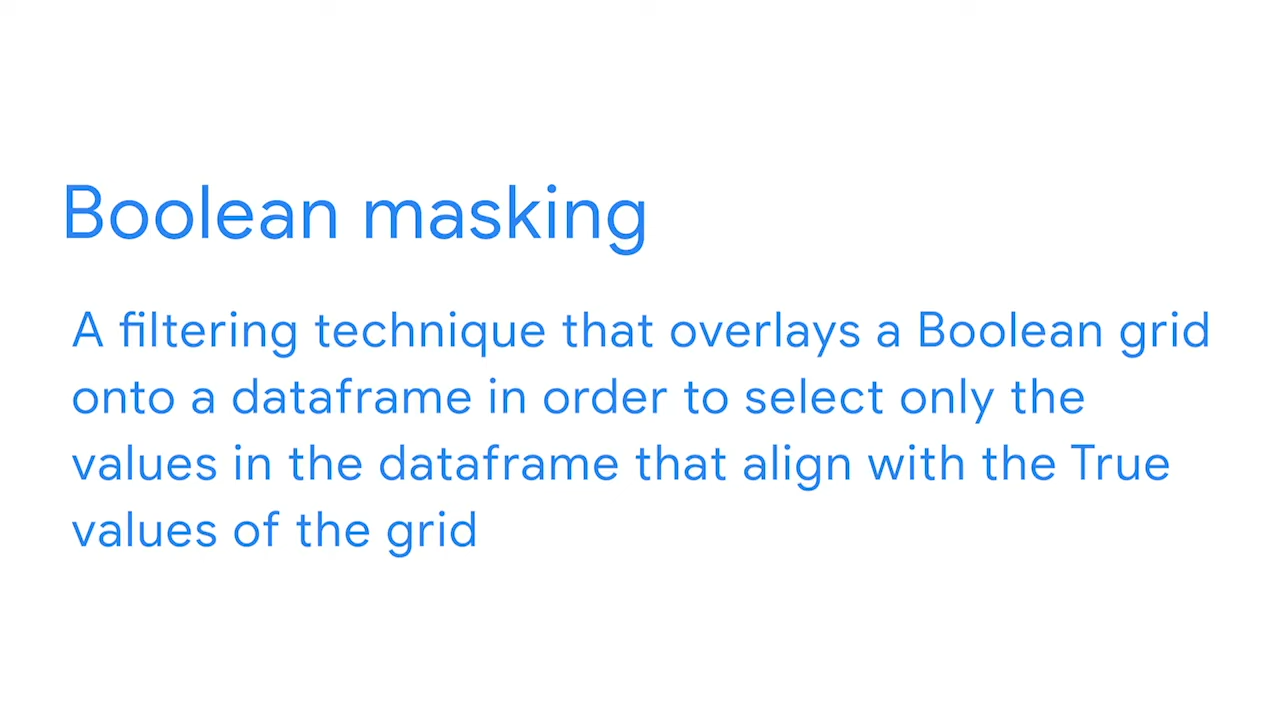 Boolean masking
A filtering technique that overlays a Boolean grid
onto a dataframe in order to select only the
values in the dataframe that align with the True
values of the grid